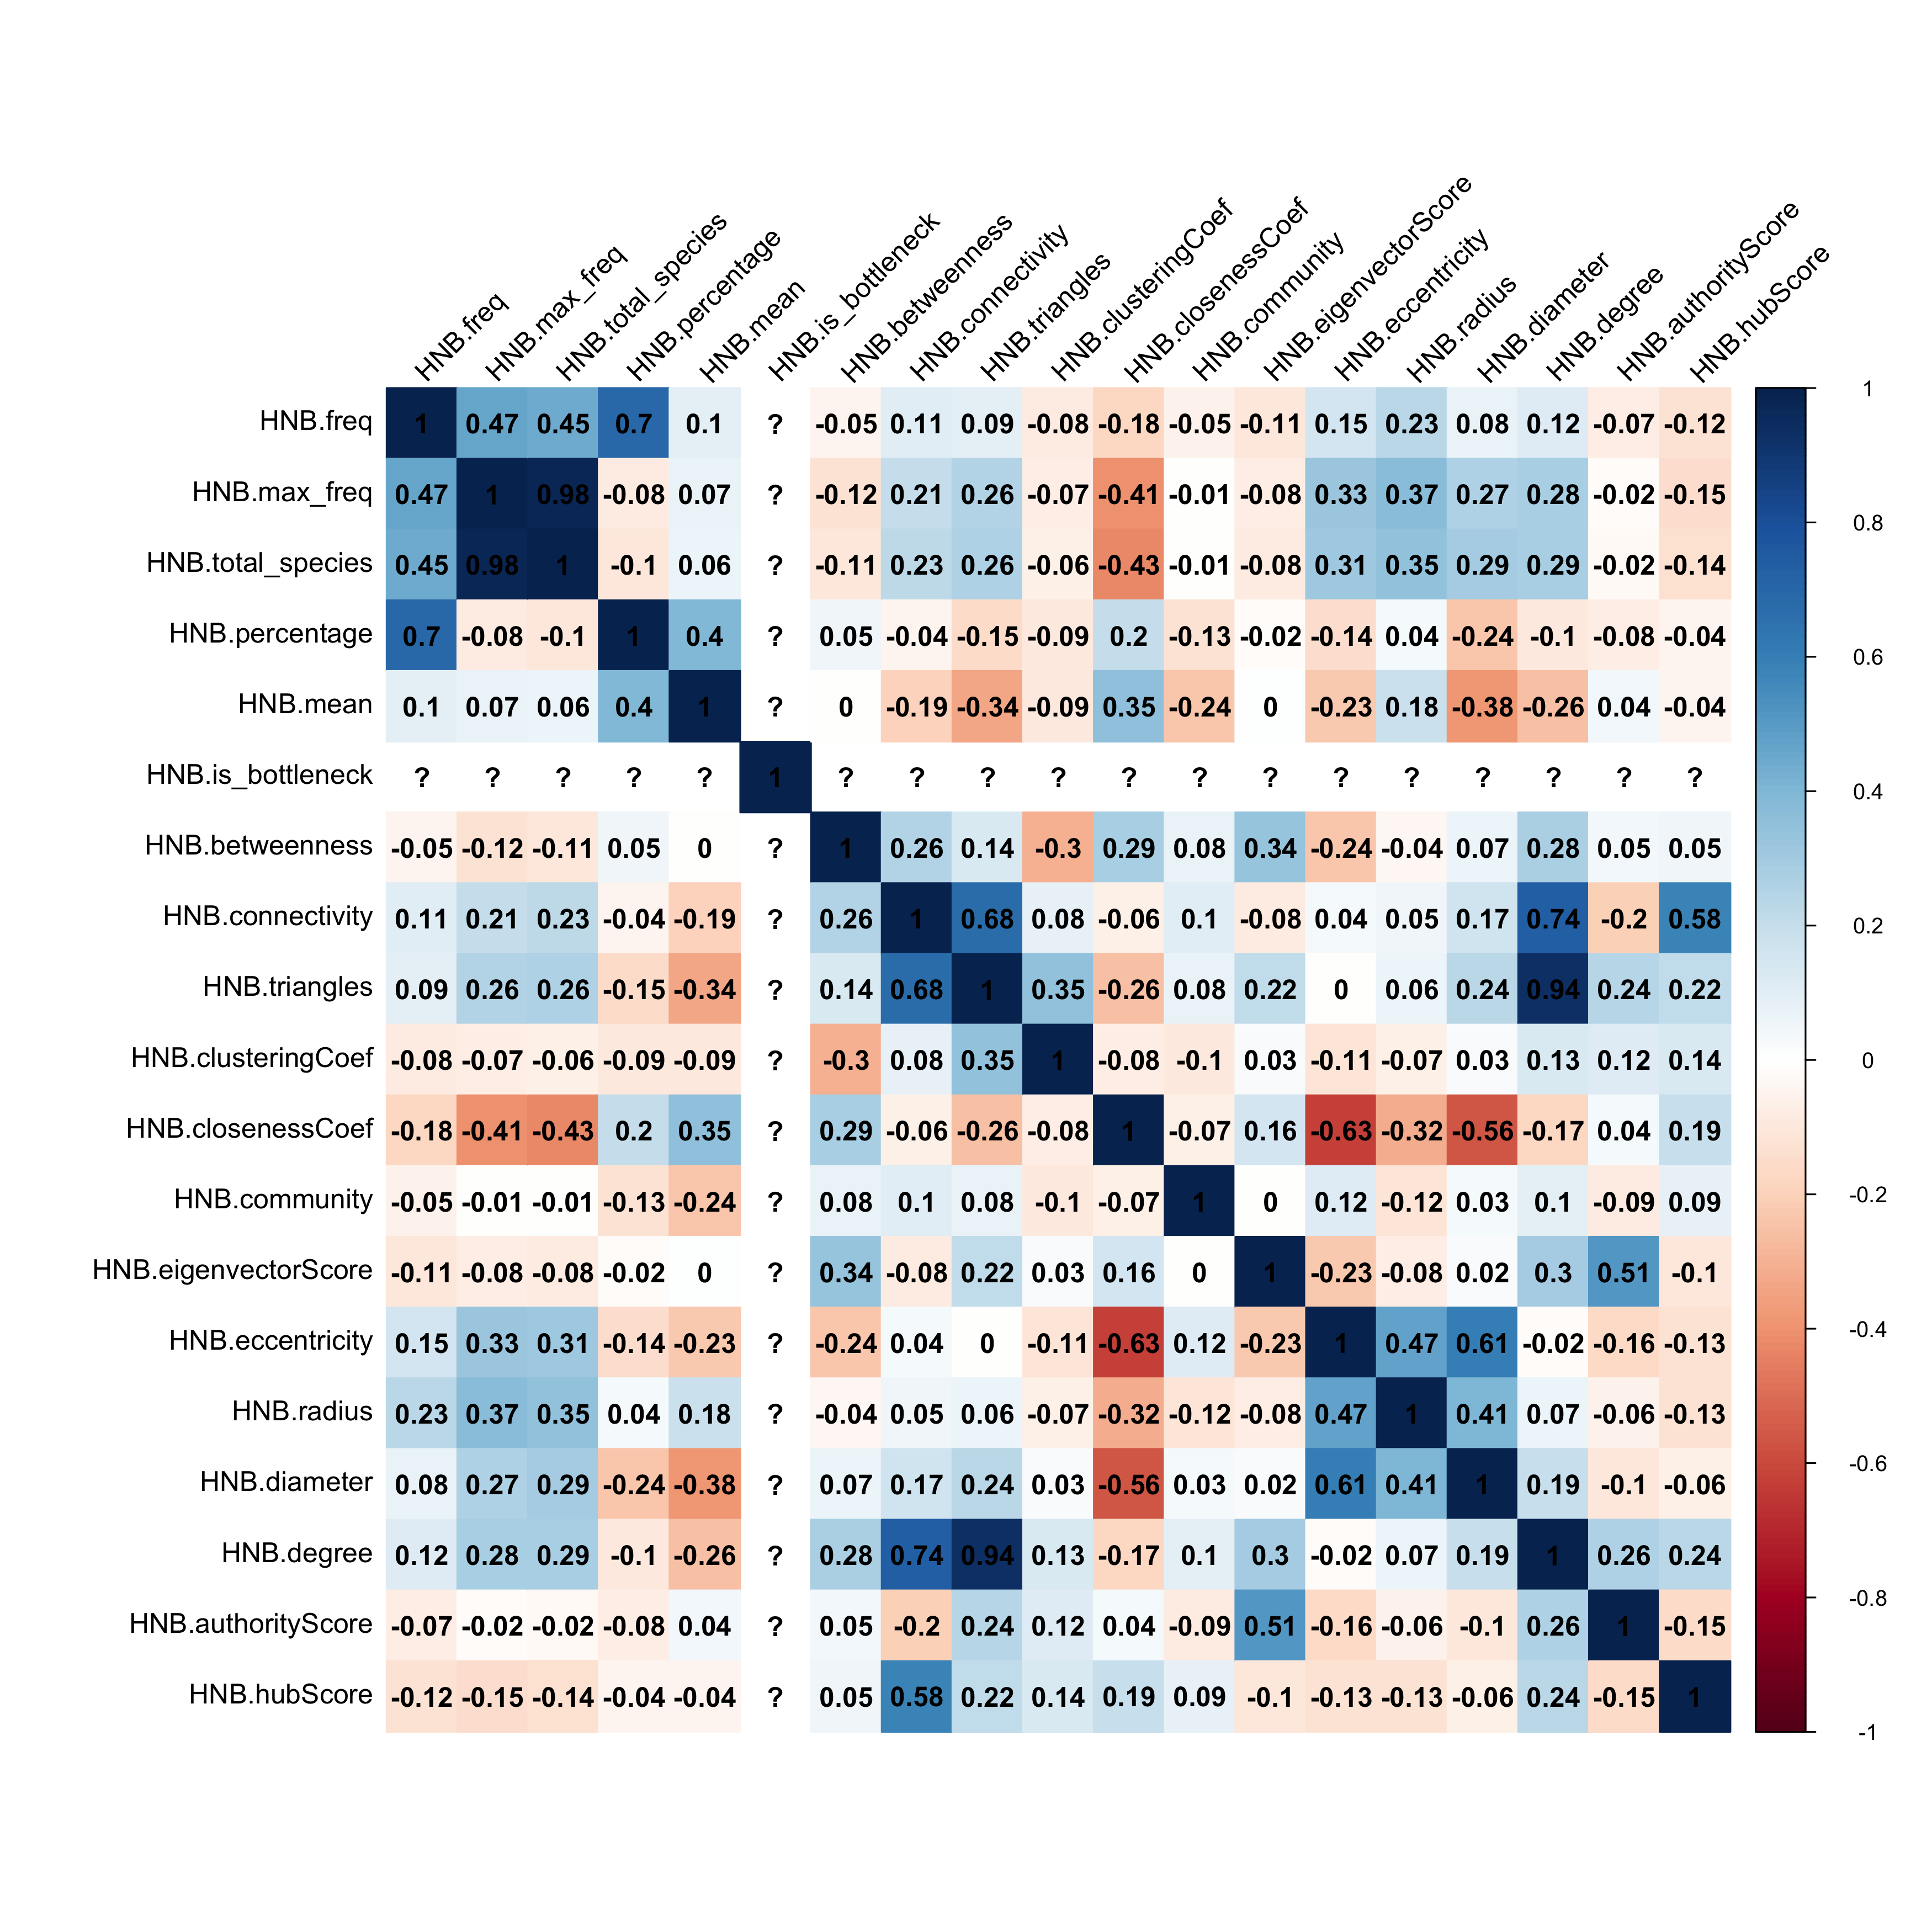 HNB.freq
HNB.max_freq
HNB.total_species
HNB.percentage
HNB.mean
HNB.is_bottleneck
HNB.betweenness
HNB.connectivity
HNB.triangles
HNB.clusteringCoef
HNB.closenessCoef
HNB.community
HNB.eigenvectorScore
HNB.eccentricity
HNB.radius
HNB.diameter
HNB.degree
HNB.authorityScore
HNB.hubScore
HNB.freq 1 0.47 0.45 0.7 0.1 ? -0.05 0.11 0.09 -0.08 -0.18 -0.05 -0.11 0.15 0.23 0.08 0.12 -0.07 -0.12
HNB.max_freq 0.47 1 0.98 -0.08 0.07 ? -0.12 0.21 0.26 -0.07 -0.41 -0.01 -0.08 0.33 0.37 0.27 0.28 -0.02 -0.15
HNB.total_species 0.45 0.98 1 -0.1 0.06 ? -0.11 0.23 0.26 -0.06 -0.43 -0.01 -0.08 0.31 0.35 0.29 0.29 -0.02 -0.14
HNB.percentage 0.7 -0.08 -0.1 1 0.4 ? 0.05 -0.04 -0.15 -0.09 0.2 -0.13 -0.02 -0.14 0.04 -0.24 -0.1 -0.08 -0.04
HNB.mean 0.1 0.07 0.06 0.4 1 ? 0 -0.19 -0.34 -0.09 0.35 -0.24 0 -0.23 0.18 -0.38 -0.26 0.04 -0.04
HNB.is_bottleneck ? ? ? ? ? 1 ? ? ? ? ? ? ? ? ? ? ? ? ?
HNB.betweenness -0.05 -0.12 -0.11 0.05 0 ? 1 0.26 0.14 -0.3 0.29 0.08 0.34 -0.24 -0.04 0.07 0.28 0.05 0.05
HNB.connectivity 0.11 0.21 0.23 -0.04 -0.19 ? 0.26 1 0.68 0.08 -0.06 0.1 -0.08 0.04 0.05 0.17 0.74 -0.2 0.58
HNB.triangles 0.09 0.26 0.26 -0.15 -0.34 ? 0.14 0.68 1 0.35 -0.26 0.08 0.22 0 0.06 0.24 0.94 0.24 0.22
HNB.clusteringCoef -0.08 -0.07 -0.06 -0.09 -0.09 ? -0.3 0.08 0.35 1 -0.08 -0.1 0.03 -0.11 -0.07 0.03 0.13 0.12 0.14
HNB.closenessCoef -0.18 -0.41 -0.43 0.2 0.35 ? 0.29 -0.06 -0.26 -0.08 1 -0.07 0.16 -0.63 -0.32 -0.56 -0.17 0.04 0.19
HNB.community -0.05 -0.01 -0.01 -0.13 -0.24 ? 0.08 0.1 0.08 -0.1 -0.07 1 0 0.12 -0.12 0.03 0.1 -0.09 0.09
HNB.eigenvectorScore -0.11 -0.08 -0.08 -0.02 0 ? 0.34 -0.08 0.22 0.03 0.16 0 1 -0.23 -0.08 0.02 0.3 0.51 -0.1
HNB.eccentricity 0.15 0.33 0.31 -0.14 -0.23 ? -0.24 0.04 0 -0.11 -0.63 0.12 -0.23 1 0.47 0.61 -0.02 -0.16 -0.13
HNB.radius 0.23 0.37 0.35 0.04 0.18 ? -0.04 0.05 0.06 -0.07 -0.32 -0.12 -0.08 0.47 1 0.41 0.07 -0.06 -0.13
HNB.diameter 0.08 0.27 0.29 -0.24 -0.38 ? 0.07 0.17 0.24 0.03 -0.56 0.03 0.02 0.61 0.41 1 0.19 -0.1 -0.06
HNB.degree 0.12 0.28 0.29 -0.1 -0.26 ? 0.28 0.74 0.94 0.13 -0.17 0.1 0.3 -0.02 0.07 0.19 1 0.26 0.24
HNB.authorityScore -0.07 -0.02 -0.02 -0.08 0.04 ? 0.05 -0.2 0.24 0.12 0.04 -0.09 0.51 -0.16 -0.06 -0.1 0.26 1 -0.15
HNB.hubScore -0.12 -0.15 -0.14 -0.04 -0.04 ? 0.05 0.58 0.22 0.14 0.19 0.09 -0.1 -0.13 -0.13 -0.06 0.24 -0.15 1
1
0.8
0.6
0.4
0.2
0
-0.2
-0.4
-0.6
-0.8
-1